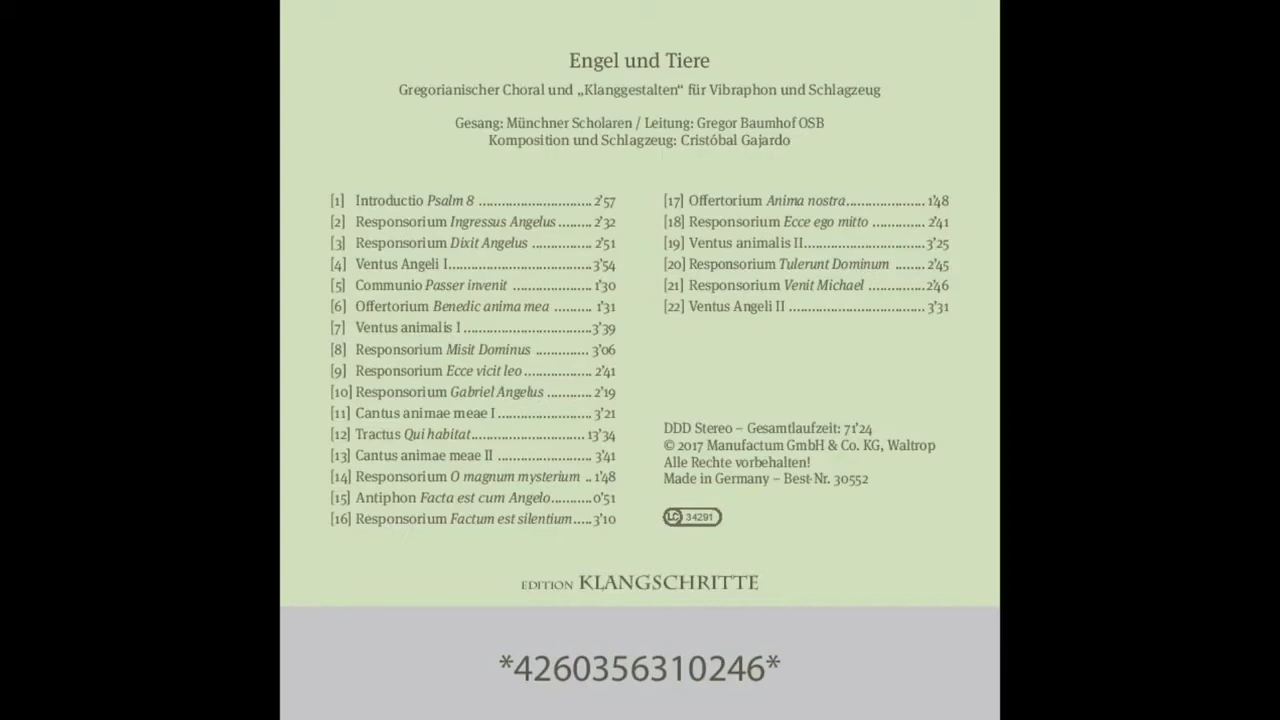 Engel und Tiere
Gregorianischer Choral und „Klanggestalten“ für Vibraphon und Schlagzeug
Gesang: Münchner Scholaren / Leitung: Gregor Baumhof OSB
Komposition und Schlagzeug: Cristóbal Gajardo
[1] Introductio Psalm 8 ............................ 2’57
[2] Responsorium Ingressus Angelus ......... 2’32
[3] Responsorium Dixit Angelus ............... 2’51
[4] Ventus Angeli I................................... 3’54
[5] Communio Passer invenit .................... 1’30
[6] Offertorium Benedic anima mea .......... 1’31
[7] Ventus animalis I ................................3’39
[8] Responsorium Misit Dominus ............. 3’06
[9] Responsorium Ecce vicit leo ................. 2’41
[10] Responsorium Gabriel Angelus ........... 2’19
[11] Cantus animae meae I ....................... 3’21
[12] Tractus Qui habitat............................ 13’34
[13] Cantus animae meae II ....................... 3’41
[14] Responsorium O magnum mysterium .. 1’48
[15] Antiphon Facta est cum Angelo.......... 0’51
[16] Responsorium Factum est silentium..... 3’10
[17] Offertorium Anima nostra.................... 1’48
[18] Responsorium Ecce ego mitto ............. 2’41
[19] Ventus animalis II..............................3’25
[20] Responsorium Tulerunt Dominum ....... 2’45
[21] Responsorium Venit Michael ..............2’46
[22] Ventus Angeli II ................................. 3’31
DDD Stereo – Gesamtlaufzeit: 71’24
© 2017 Manufactum GmbH & Co. KG, Waltrop
Alle Rechte vorbehalten!
Made in Germany – Best-Nr. 30552
LC 34291
EDITION KLANGSCHRITTE
*4260356310246*